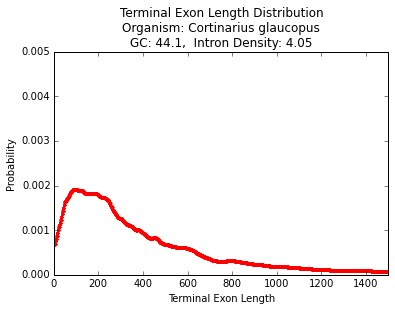 Terminal Exon Length Distribution
Organism: Cortinarius glaucopus
GC: 44.1,  Intron Density: 4.05
0.005
0.004
0.003
0.002
0.001
0.000
Probability
0 200 400 600 800 1000 1200 1400
Terminal Exon Length